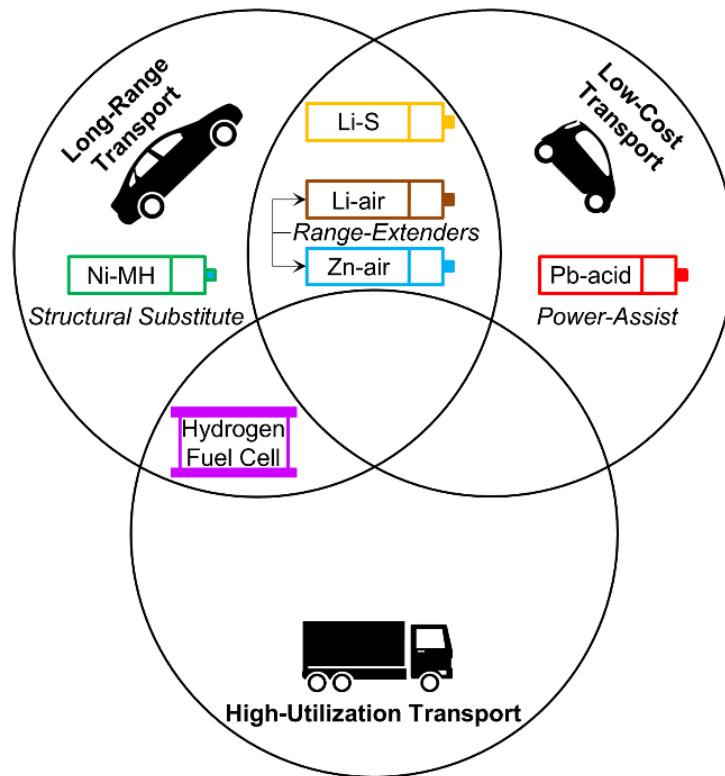 Long-Range
Transport
Low-Cost
Transport
Li-S
Li-air
Range-Extenders
Zn-air
Ni-MH
Structural Substitute
Pb-acid
Power-Assist
Hydrogen
Fuel Cell
High-Utilization Transport